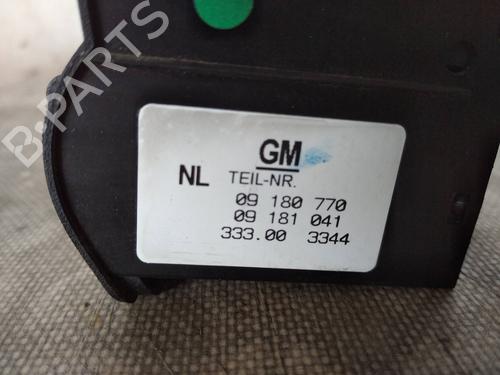 B-PARTS
GM
NL TEIL-NR.
09 180 770
09 181 041
333.00 3344